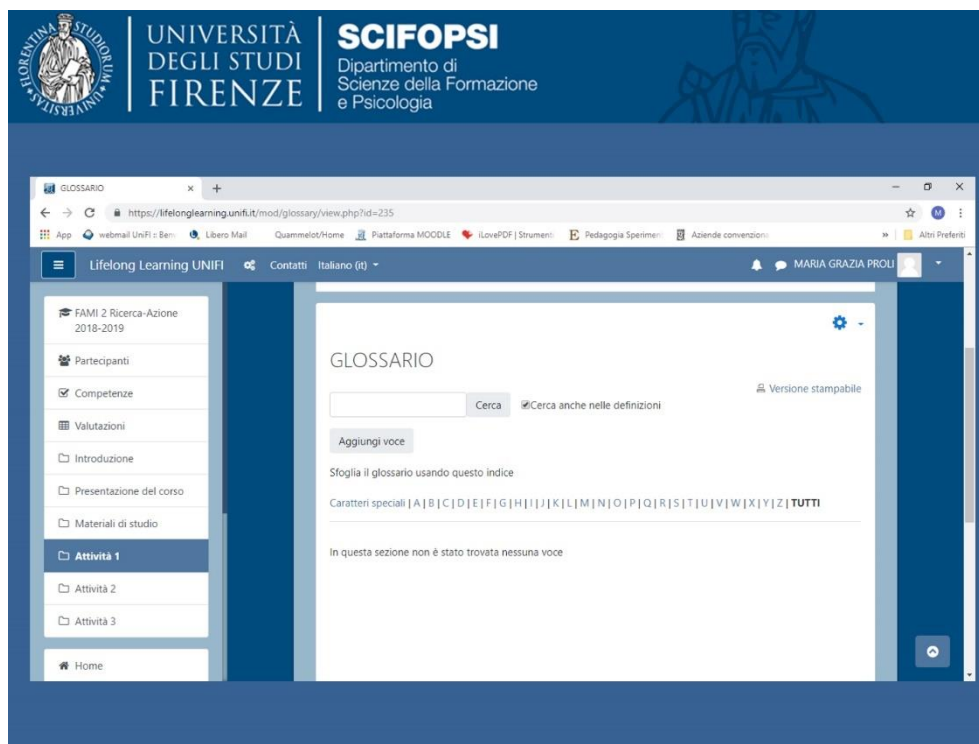 UNIVERSITÀ
DEGLI STUDI
FIRENZE
SCIFOPSI
Dipartimento di
Scienze della Formazione
e Psicologia
GLOSSARIO
https://lifelonglearning.unifi.it/mod/glossary/view.php?id=235
App webmail UniFI :: Bem Libero Mail Quammelot/Home Piattaforma MOODLE iLovePDF | Strument Pedagogia Sperimen Aziende convenziona » Altri Preferiti
Lifelong Learning UNIFI Contatti Italiano (it) MARIA GRAZIA PROLI
FAMI 2 Ricerca-Azione
2018-2019
Partecipanti
Competenze
Valutazioni
Introduzione
Presentazione del corso
Materiali di studio
Attività 1
Attività 2
Attività 3
Home
GLOSSARIO
Versione stampabile
Cerca Cerca anche nelle definizioni
Aggiungi voce
Sfoglia il glossario usando questo indice
Caratteri speciali | A | B | C | D | E | F | G | H | I | J | K | L | M | N | O | P | Q | R | S | T | U | V | W | X | Y | Z | TUTTI
In questa sezione non è stato trovata nessuna voce